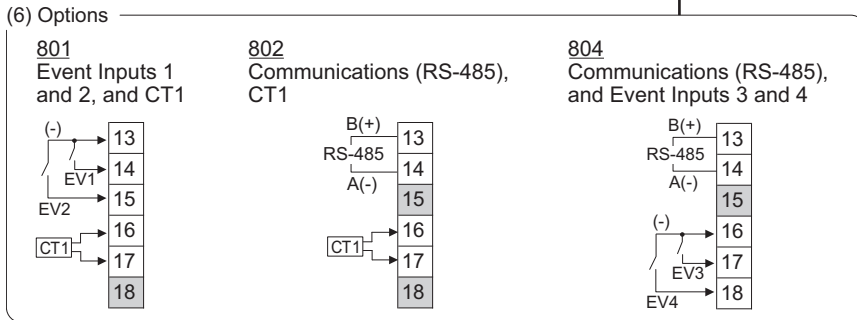 (6) Options
801
Event Inputs 1
and 2, and CT1
(-)
13
14
EV1
15
EV2
16
CT1
17
18
802
Communications (RS-485),
CT1
B(+)
13
RS-485
14
A(-)
15
16
CT1
17
18
804
Communications (RS-485),
and Event Inputs 3 and 4
B(+)
13
RS-485
14
A(-)
15
(-)
16
17
EV3
18
EV4